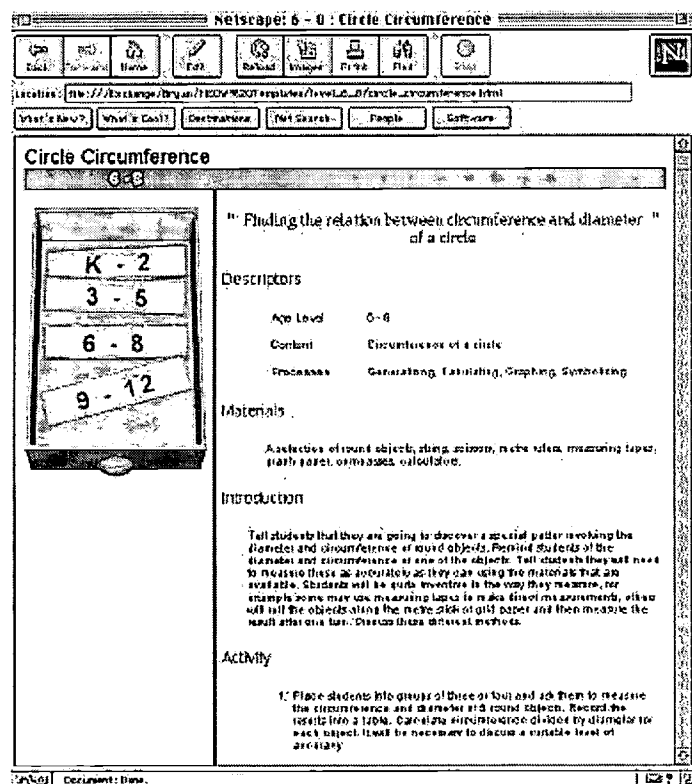 Netscape: 6 - 8 : Circle Circumference
Back Forward Home Edit Reload Images Print Find Stop
N
Location: file:///Exchange/Bryan/
What's New? What's Cool? Destinations Net Search People Software
Circle Circumference
6-8
K - 2
3 - 5
6 - 8
9 - 12
" Finding the relation between circumference and diameter "
of a circle
Descriptors
Age Level 6-8
Content Circumference of a circle
Processes Generalising, Tabulating, Graphing, Symbolising
Materials
A selection of round objects, string, scissors, metre rulers, measuring tapes,
graph paper, compasses, calculators.
Introduction
Tell students that they are going to discover a special patter involving the
diameter and circumference of round objects. Remind students of the
diameter and circumference of one of the objects. Tell students they will need
to measure these as accurately as they can using the materials that are
available. Students will be quite inventive in the way they measure, for
example some may use measuring tapes to make direct measurements, others
will roll the objects along the metre stick or grid paper and then measure the
result after one turn. Discuss these different methods.
Activity
1. Place students into groups of three or four and ask them to measure
the circumference and diameter of round objects. Record the
results into a table. Calculate circumference divided by diameter for
each object. It will be necessary to discuss a suitable level of
accuracy
Document: Done.